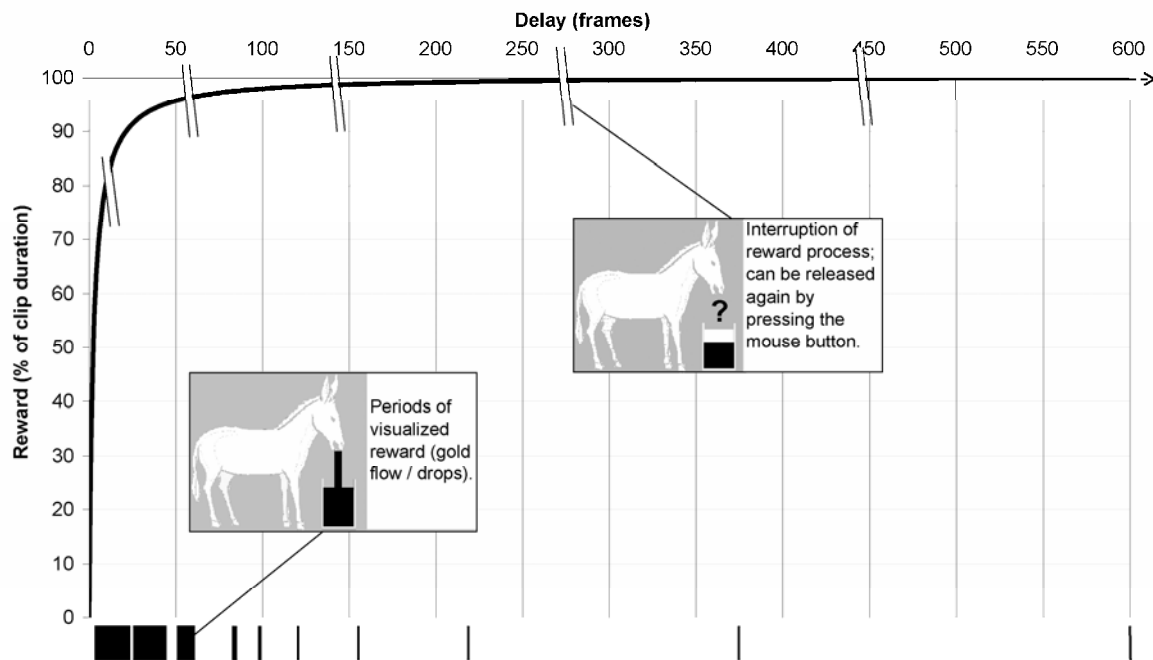 Delay (frames)
0 50 100 150 200 250 300 350 400 450 500 550 600
100
90
80
70
60
50
40
30
20
10
0
Reward (% of clip duration)
Interruption of
reward process;
can be released
again by
pressing the
mouse button.
?
Periods of
visualized
reward (gold
flow / drops).